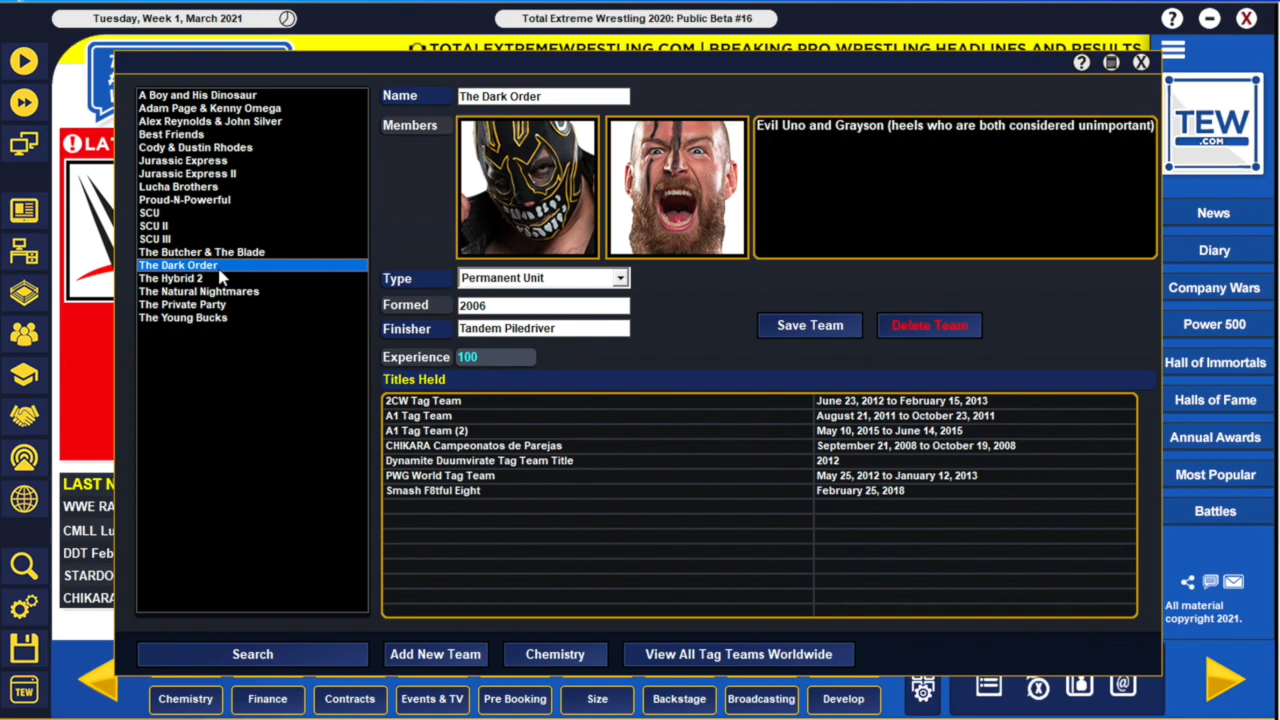 Tuesday, Week 1, March 2021
Total Extreme Wrestling 2020: Public Beta #16
TOTALEXTREMEWRESTLING.COM | BREAKING PRO WRESTLING HEADLINES AND RESULTS
A Boy and His Dinosaur
Adam Page & Kenny Omega
Alex Reynolds & John Silver
Best Friends
Cody & Dustin Rhodes
Jurassic Express
Jurassic Express II
Lucha Brothers
Proud-N-Powerful
SCU
SCU II
SCU III
The Butcher & The Blade
The Dark Order
The Hybrid 2
The Natural Nightmares
The Private Party
The Young Bucks
Name
The Dark Order
Members
Evil Uno and Grayson (heels who are both considered unimportant)
Type
Permanent Unit
Formed
2006
Finisher
Tandem Piledriver
Save Team
Delete Team
Experience
100
Titles Held
2CW Tag Team June 23, 2012 to February 15, 2013
A1 Tag Team August 21, 2011 to October 23, 2011
A1 Tag Team (2) May 10, 2015 to June 14, 2015
CHIKARA Campeonatos de Parejas September 21, 2008 to October 19, 2008
Dynamite Duumvirate Tag Team Title 2012
PWG World Tag Team May 25, 2012 to January 12, 2013
Smash F8tful Eight February 25, 2018
Search
Add New Team
Chemistry
View All Tag Teams Worldwide
LAST N
WWE RA
CMLL Lu
DDT Feb
STARDO
CHIKARA
Chemistry
Finance
Contracts
Events & TV
Pre Booking
Size
Backstage
Broadcasting
Develop
TEW
.COM
News
Diary
Company Wars
Power 500
Hall of Immortals
Halls of Fame
Annual Awards
Most Popular
Battles
All material
copyright 2021.
TEW